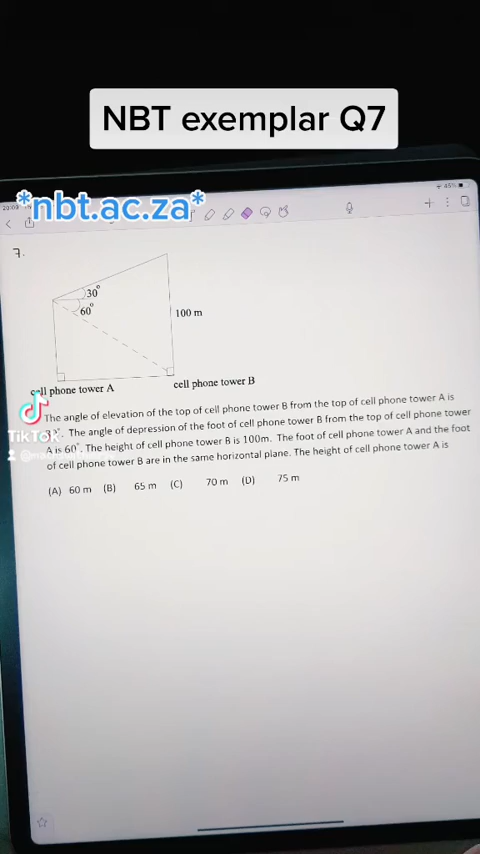 NBT exemplar Q7
45%
*nbt.ac.za*
7.
30°
60°
100 m
cell phone tower A
cell phone tower B
The angle of elevation of the top of cell phone tower B from the top of cell phone tower A is
The angle of depression of the foot of cell phone tower B from the top of cell phone tower
A is 60°. The height of cell phone tower B is 100m. The foot of cell phone tower A and the foot
of cell phone tower B are in the same horizontal plane. The height of cell phone tower A is
(A) 60 m (B) 65 m (C) 70 m (D) 75 m
TikTok